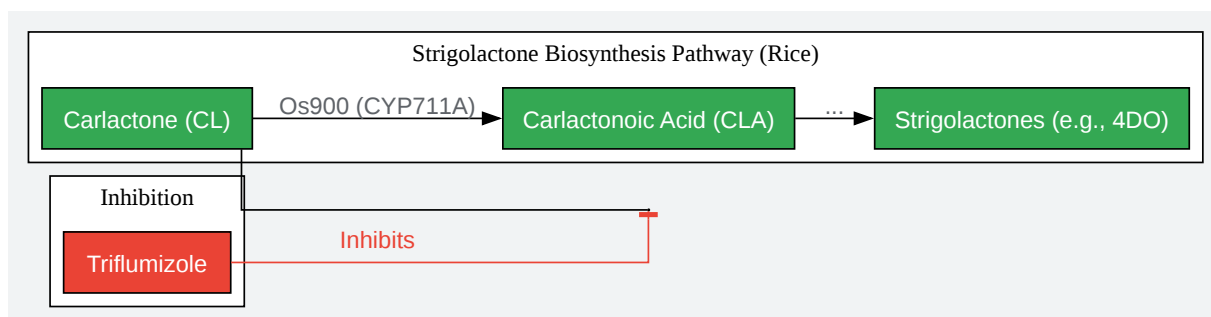 Strigolactone Biosynthesis Pathway (Rice)
Carlactone (CL)
Os900 (CYP711A)
Carlactonoic Acid (CLA)
...
Strigolactones (e.g., 4DO)
Inhibition
Triflumizole
Inhibits